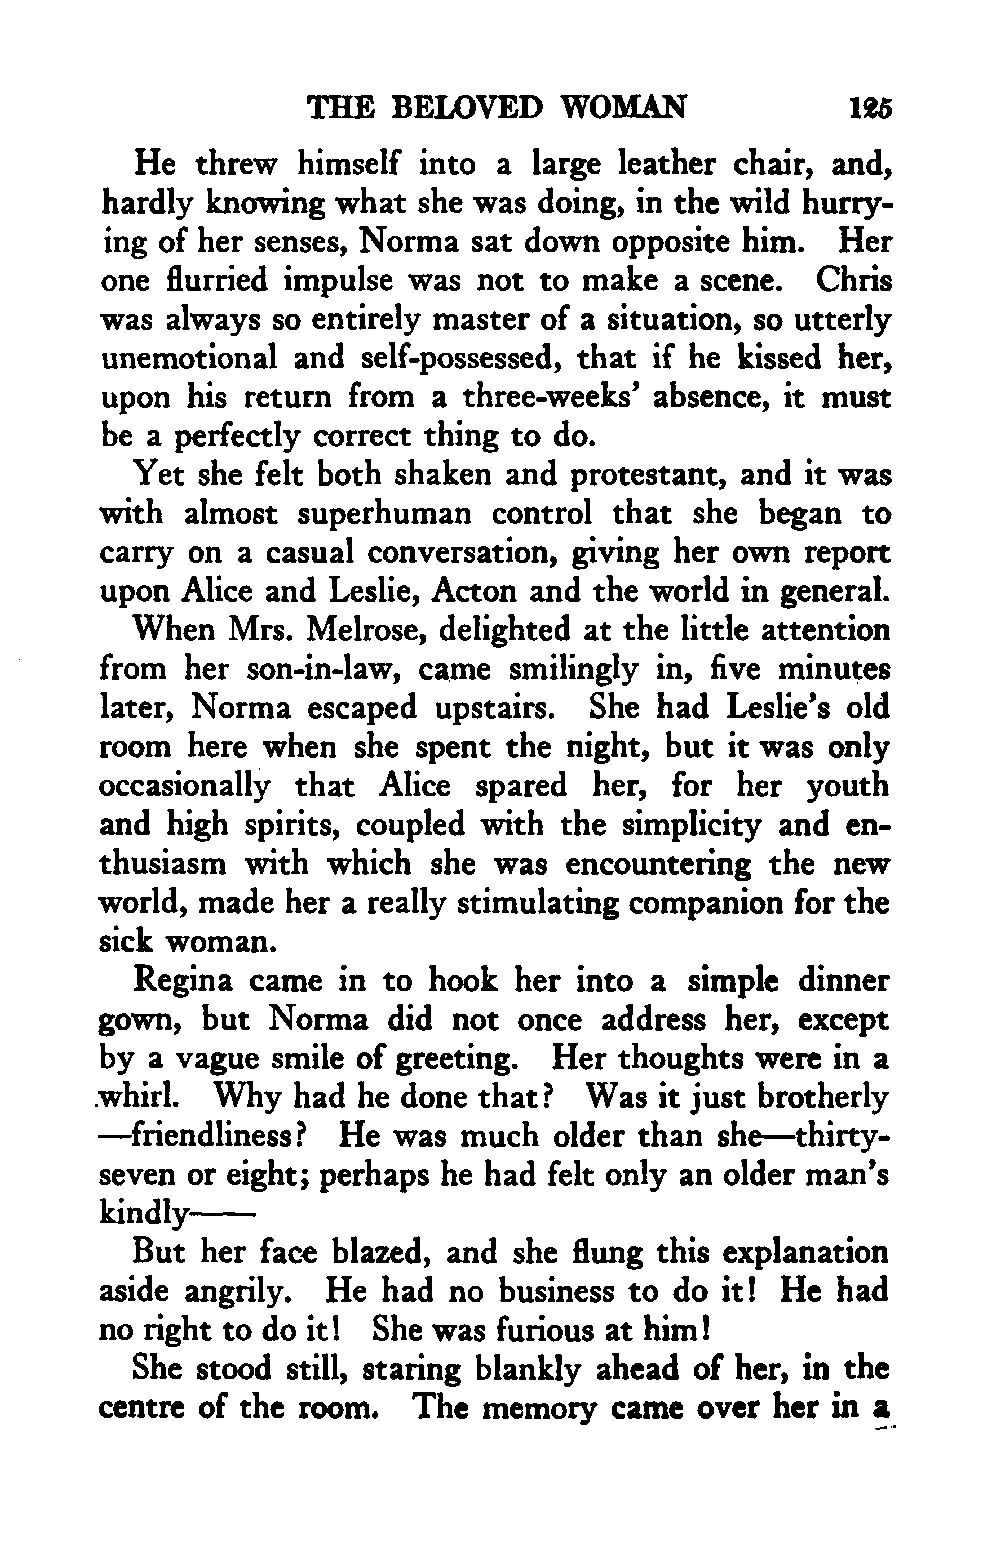 THE BELOVED WOMAN 125
He threw himself into a large leather chair, and,
hardly knowing what she was doing, in the wild hurry-
ing of her senses, Norma sat down opposite him. Her
one flurried impulse was not to make a scene. Chris
was always so entirely master of a situation, so utterly
unemotional and self-possessed, that if he kissed her,
upon his return from a three-weeks' absence, it must
be a perfectly correct thing to do.
Yet she felt both shaken and protestant, and it was
with almost superhuman control that she began to
carry on a casual conversation, giving her own report
upon Alice and Leslie, Acton and the world in general.
When Mrs. Melrose, delighted at the little attention
from her son-in-law, came smilingly in, five minutes
later, Norma escaped upstairs. She had Leslie's old
room here when she spent the night, but it was only
occasionally that Alice spared her, for her youth
and high spirits, coupled with the simplicity and en-
thusiasm with which she was encountering the new
world, made her a really stimulating companion for the
sick woman.
Regina came in to hook her into a simple dinner
gown, but Norma did not once address her, except
by a vague smile of greeting. Her thoughts were in a
whirl. Why had he done that? Was it just brotherly
—friendliness? He was much older than she—thirty-
seven or eight; perhaps he had felt only an older man's
kindly——
But her face blazed, and she flung this explanation
aside angrily. He had no business to do it! He had
no right to do it! She was furious at him!
She stood still, staring blankly ahead of her, in the
centre of the room. The memory came over her in a